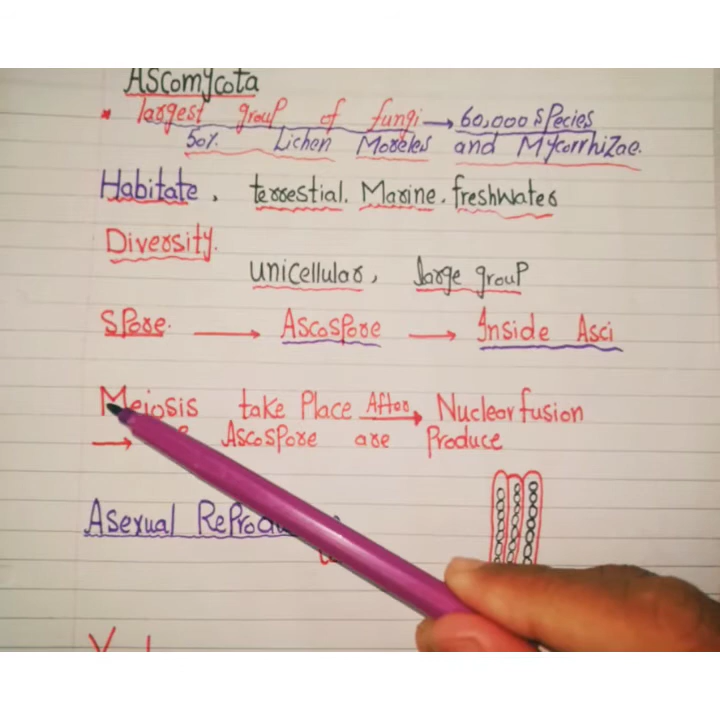 Ascomycota
* largest group of fungi → 60,000 species
50% Lichen Moreles and Mycorrhizae.
Habitate, terrestial. Marine. freshwater
Diversity.
Unicellular, large group
Spore. → Ascospore → Inside Asci
Meiosis take Place After → Nuclear fusion
→ Ascospore are Produce
Asexual